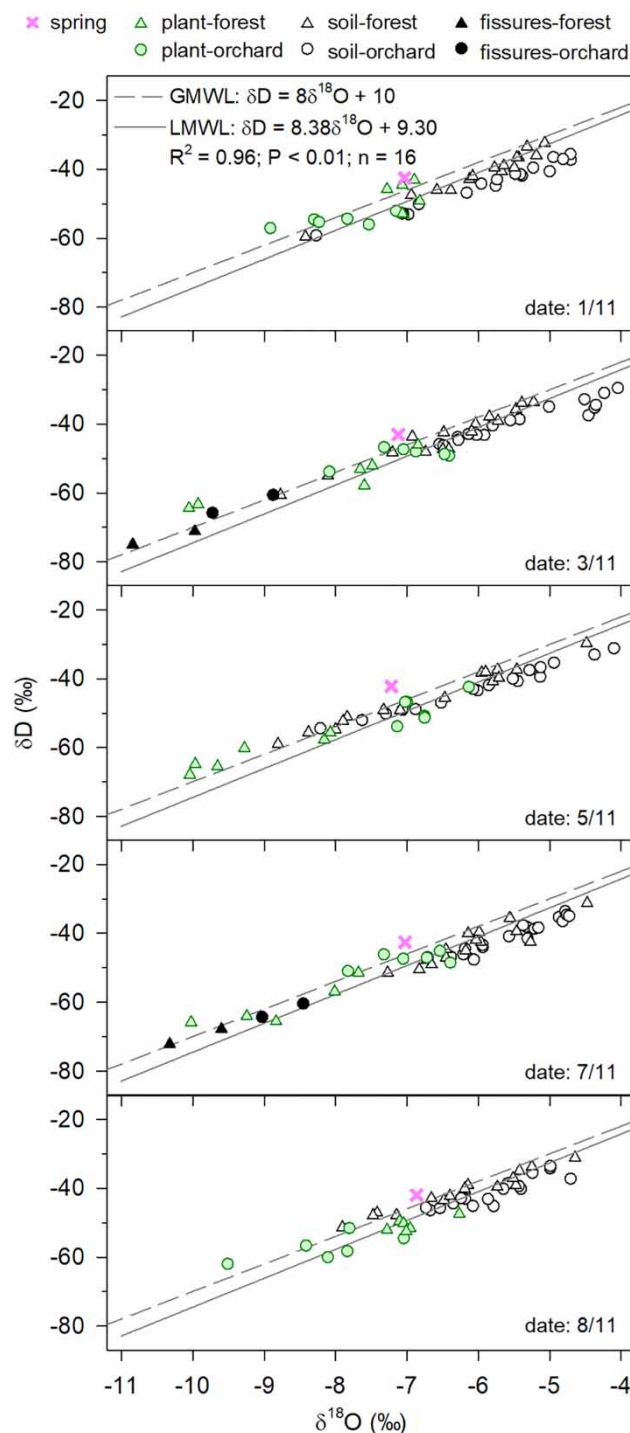 spring plant-forest soil-forest fissures-forest
plant-orchard soil-orchard fissures-orchard
GMWL: δD = 8δ¹⁸O + 10
LMWL: δD = 8.38δ¹⁸O + 9.30
R² = 0.96; P < 0.01; n = 16
-20
-40
-60
-80
date: 1/11
-20
-40
-60
-80
date: 3/11
-20
-40
-60
-80
date: 5/11
-20
-40
-60
-80
date: 7/11
-20
-40
-60
-80
date: 8/11
δD (‰)
-11 -10 -9 -8 -7 -6 -5 -4
δ¹⁸O (‰)